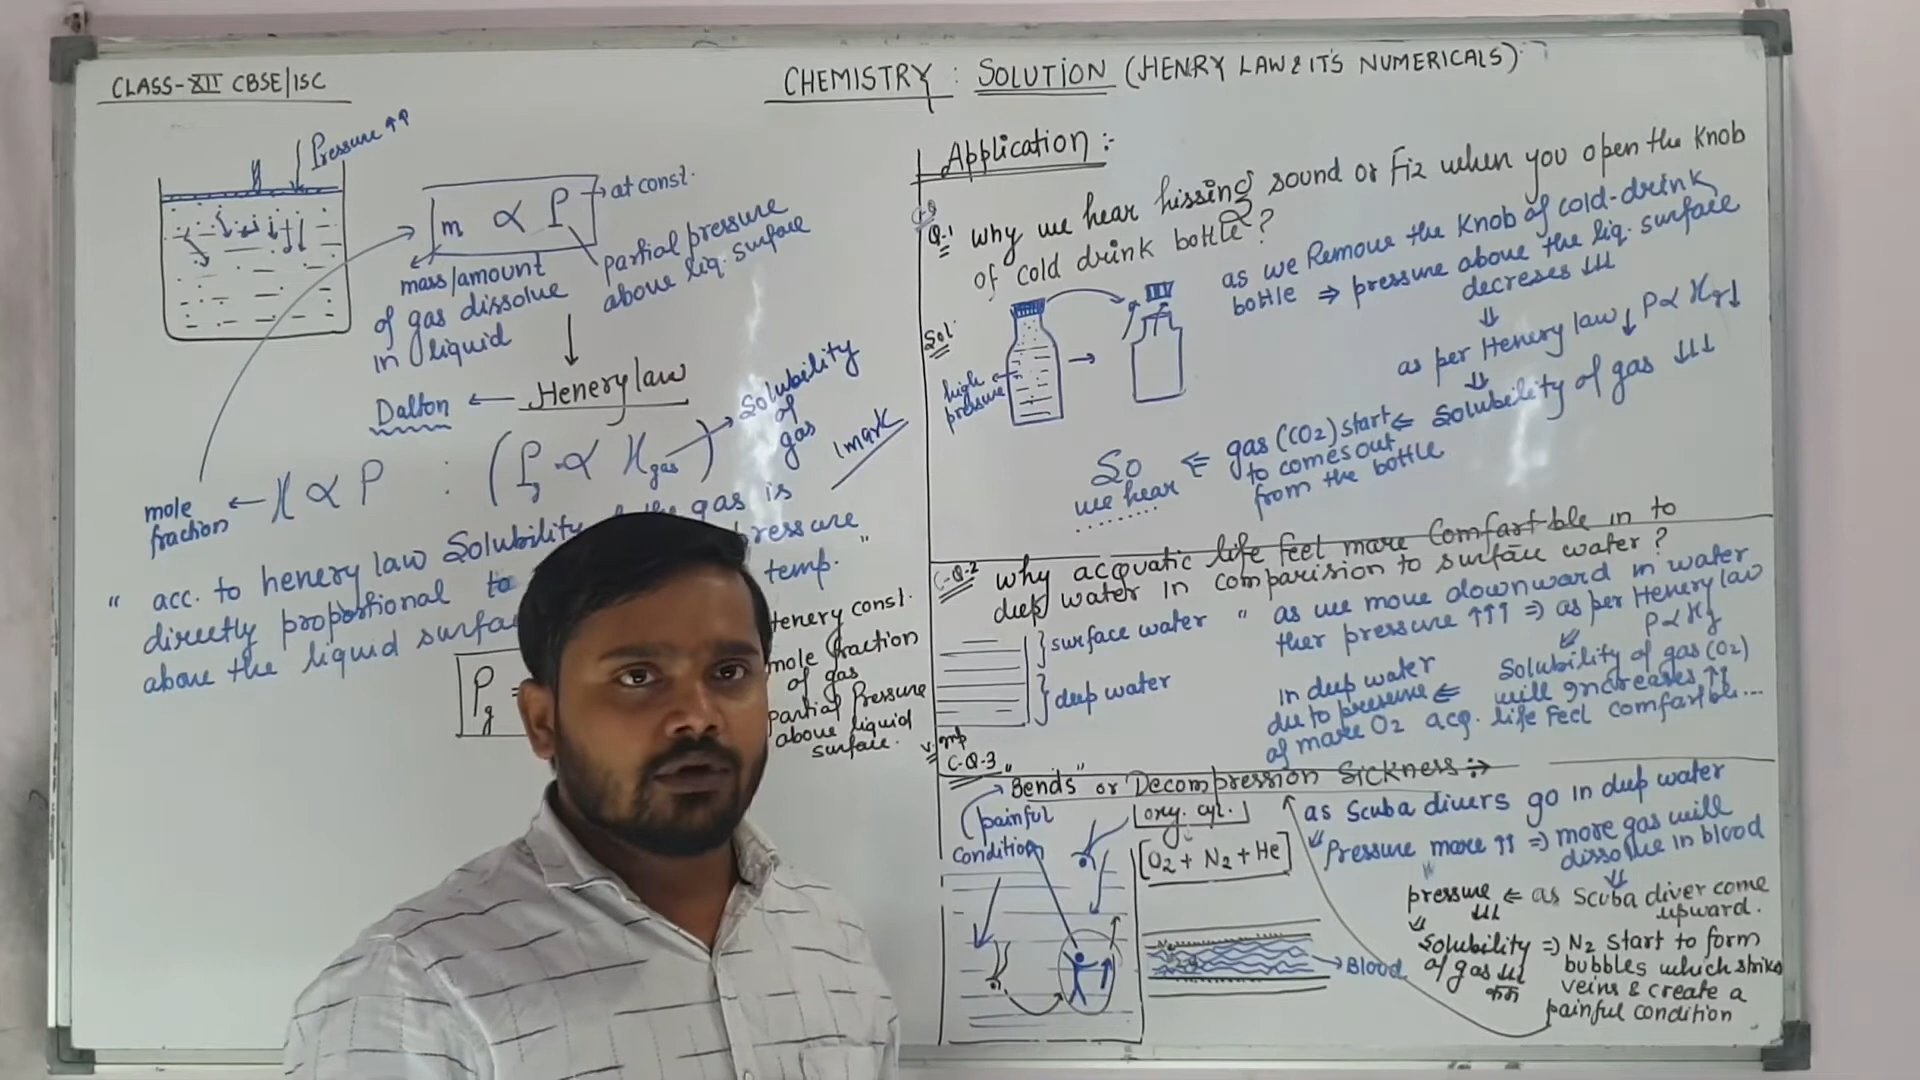 CLASS-XII CBSE/ISC
CHEMISTRY : SOLUTION (HENRY LAW & IT'S NUMERICALS)
Pressure ↑↑
m ∝ P
→ at const.
mass/amount
of gas dissolve
in liquid
partial pressure
above liq. surface
Dalton ← Henery law
mole
fraction ← X ∝ P : (Pg ∝ Xgas)
Solubility
of
gas
1mark
" acc. to henery law Solubility gas is
directly proportional to pressure
above the liquid temp. "
Pg =
Henery const.
mole fraction
of gas
partial Pressure
above liquid
surface.
Application :-
Q-1 why we hear hissing sound or Fiz when you open the Knob
of cold drink bottle?
Sol.
high
pressure
as we Remove the Knob of cold-drink
bottle ⇒ pressure above the liq. surface
decreses ↓↓↓
⇓
as per Henery law ↓ P ∝ Xg ↓
⇓
Solubility of gas ↓↓↓
⇐ gas (CO2) start
to comes out
from the bottle
⇐ So
we hear .......
C-Q-2 why acquatic life feel more Comfartble in to
deep water in comparision to surface water?
surface water
deep water
" as we move downward in water
ther pressure ↑↑↑ ⇒ as per Henery law
P ∝ Xg
Solubility of gas (O2)
will Increases ↑↑
⇐ In deep water
due to presense
of more O2 acq. life feel comfartble...
v. imp
C-Q-3 "Bends" or Decompression Sickness :→
painful
Condition
oxy. cyl.
O2 + N2 + He
→ Blood
as Scuba divers go in deep water
Pressure more ↑↑ ⇒ more gas will
dissolve in blood
⇓
pressure ⇐ as Scuba diver come
↓↓↓ upward.
Solubility ⇒ N2 start to form
of gas ↓↓↓ bubbles which
कम veins & create a
painful condition